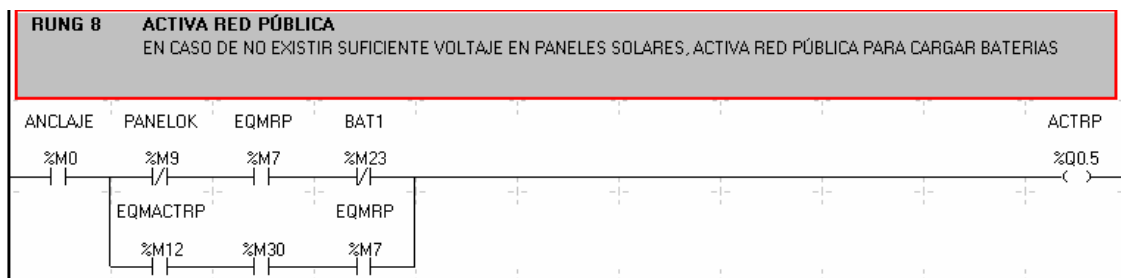 RUNG 8 ACTIVA RED PÚBLICA
EN CASO DE NO EXISTIR SUFICIENTE VOLTAJE EN PANELES SOLARES, ACTIVA RED PÚBLICA PARA CARGAR BATERIAS
ANCLAJE PANELOK EQMRP BAT1 ACTRP
%M0 %M9 %M7 %M23 %Q0.5
EQMACTRP EQMRP
%M12 %M30 %M7